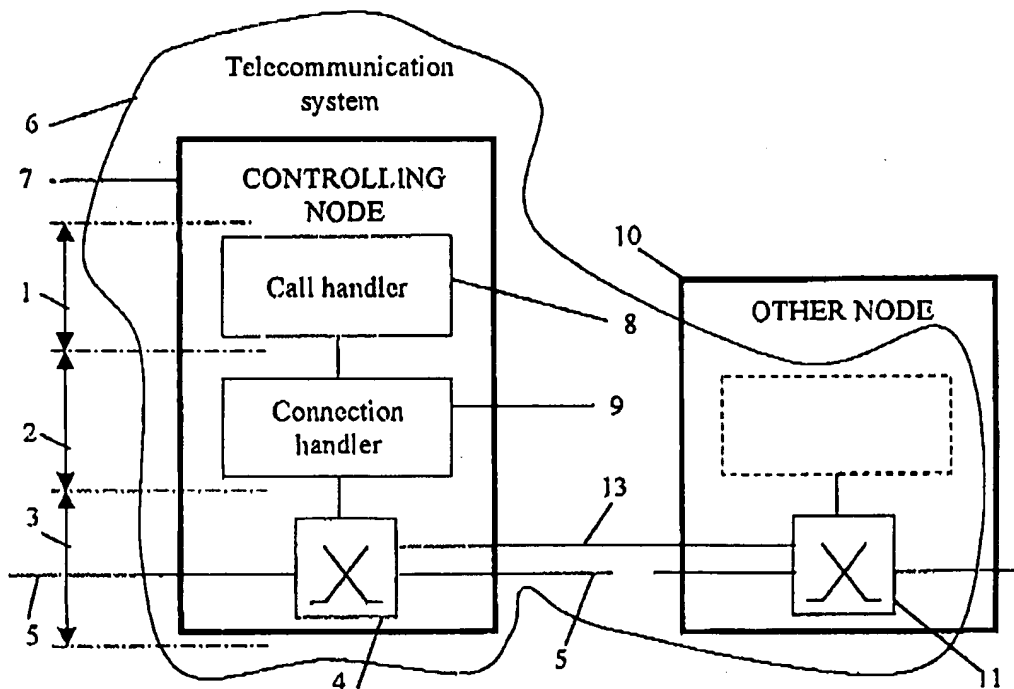 Telecommunication
system
6
7
CONTROLLING
NODE
10
1
Call handler
8
OTHER NODE
2
Connection
handler
9
3
13
5
5
4
11